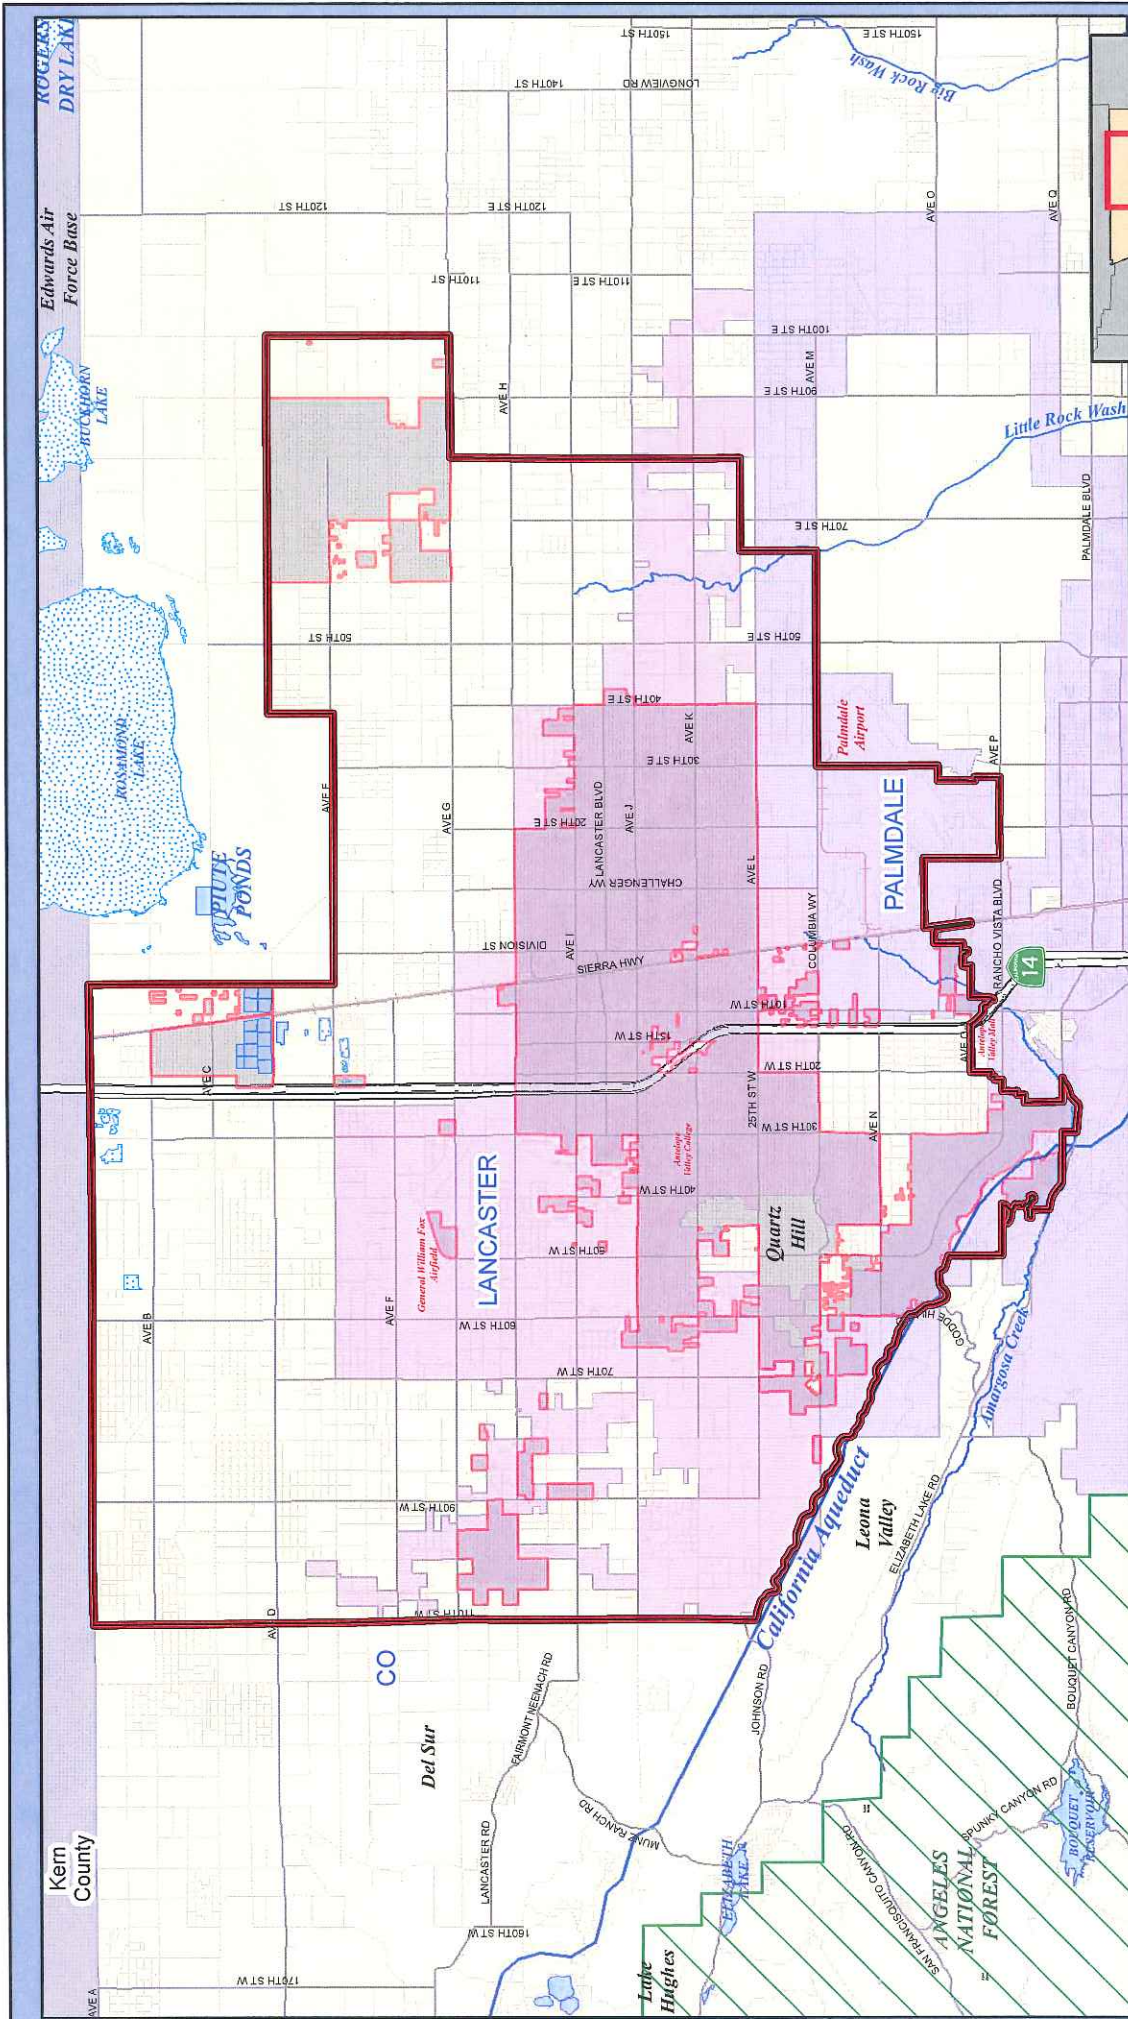 Kern
County
AVE A
Edwards Air
Force Base
ROGERS
DRY LAKE
BUCKHORN
LAKE
ROSAMOND
LAKE
PIUTE
PONDS
170TH ST W
160TH ST W
LANCASTER RD
Del Sur
FAIRMONT NEENACH RD
MUNZ RANCH RD
CO
AVE D
110TH ST W
90TH ST W
AVE B
AVE F
General William Fox
Airfield
LANCASTER
60TH ST W
70TH ST W
50TH ST W
40TH ST W
AVE C
SIERRA HWY
DIVISION ST
AVE I
AVE G
AVE F
50TH ST
110TH ST
120TH ST
120TH ST E
110TH ST E
AVE H
140TH ST
LONGVIEW RD
150TH ST
150TH ST E
Big Rock Wash
LANCASTER BLVD
AVE J
AVE K
20TH ST E
30TH ST E
40TH ST E
50TH ST E
70TH ST E
90TH ST E
100TH ST E
AVE M
CHALLENGER WY
AVE L
COLUMBIA WY
15TH ST W
10TH ST W
20TH ST W
25TH ST W
30TH ST W
AVE N
Antelope
Valley College
Quartz
Hill
Palmdale
Airport
PALMDALE
AVE O
AVE P
AVE Q
PALMDALE BLVD
Little Rock Wash
RANCHO VISTA BLVD
14
Antelope
Valley Mall
AVE O
GODDE HILL
Amargosa Creek
California Aqueduct
Leona
Valley
ELIZABETH LAKE RD
JOHNSON RD
BOUQUET CANYON RD
SPUNKY CANYON RD
BOUQUET
RESERVOIR
SAN FRANCISQUITO CANYON RD
ANGELES
NATIONAL
FOREST
ELIZABETH
LAKE
Lake
Hughes